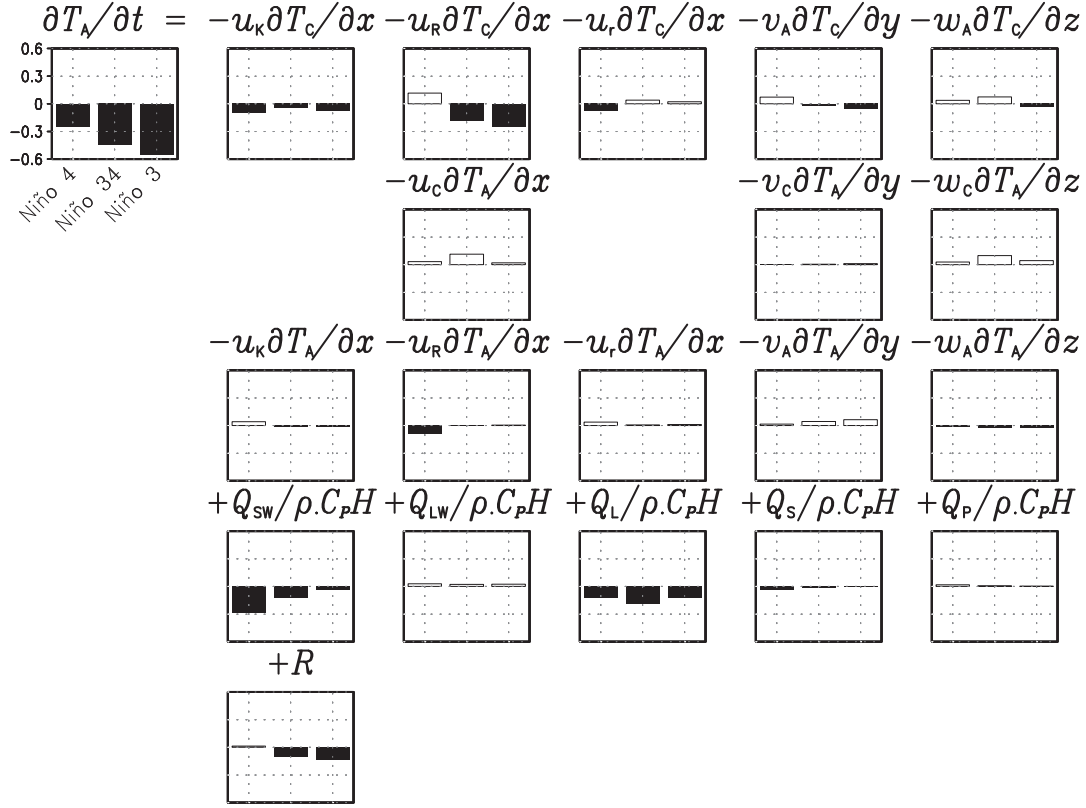 ∂T_A/∂t = −u_K∂T_C/∂x −u_R∂T_C/∂x −u_r∂T_C/∂x −v_A∂T_C/∂y −w_A∂T_C/∂z
0.6
0.3
0
−0.3
−0.6
Niño 4 Niño 34 Niño 3
−u_C∂T_A/∂x −v_C∂T_A/∂y −w_C∂T_A/∂z
−u_K∂T_A/∂x −u_R∂T_A/∂x −u_r∂T_A/∂x −v_A∂T_A/∂y −w_A∂T_A/∂z
+Q_SW/ρ.C_PH +Q_LW/ρ.C_PH +Q_L/ρ.C_PH +Q_S/ρ.C_PH +Q_P/ρ.C_PH
+R